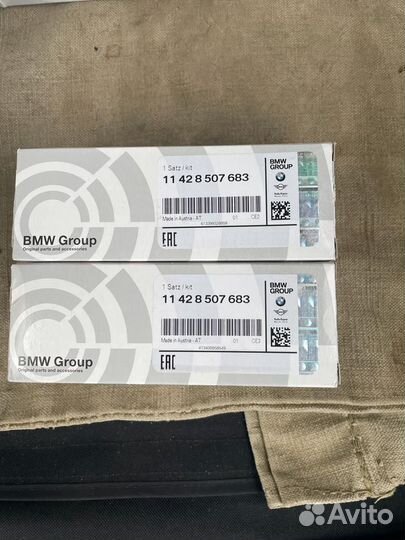 1 Satz / kit
11 42 8 507 683
BMW
GROUP
Made in Austria - AT
01
CE2
EAC
BMW Group
Original parts and accessories
1 Satz / kit
11 42 8 507 683
BMW
GROUP
Made in Austria - AT
01
CE3
EAC
BMW Group
Original parts and accessories
Avito